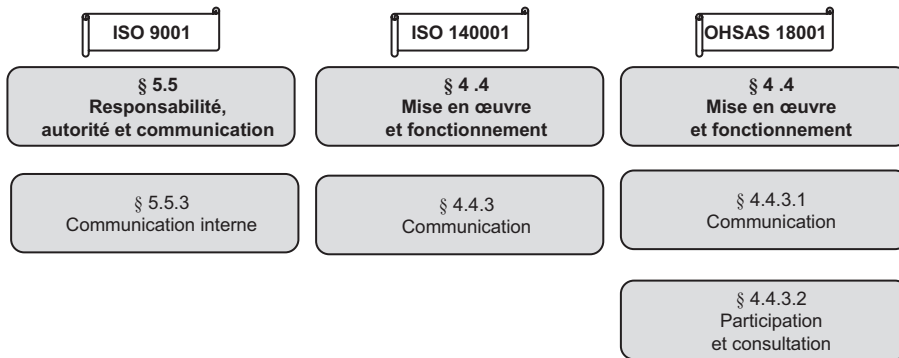 ISO 9001
§ 5.5
Responsabilité,
autorité et communication
§ 5.5.3
Communication interne
ISO 140001
§ 4 .4
Mise en œuvre
et fonctionnement
§ 4.4.3
Communication
OHSAS 18001
§ 4 .4
Mise en œuvre
et fonctionnement
§ 4.4.3.1
Communication
§ 4.4.3.2
Participation
et consultation